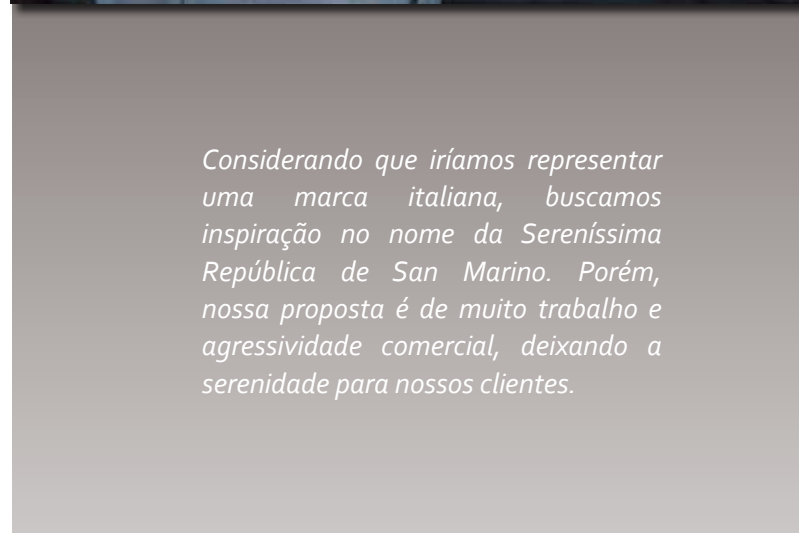 Considerando que iríamos representar
uma marca italiana, buscamos
inspiração no nome da Sereníssima
República de San Marino. Porém,
nossa proposta é de muito trabalho e
agressividade comercial, deixando a
serenidade para nossos clientes.